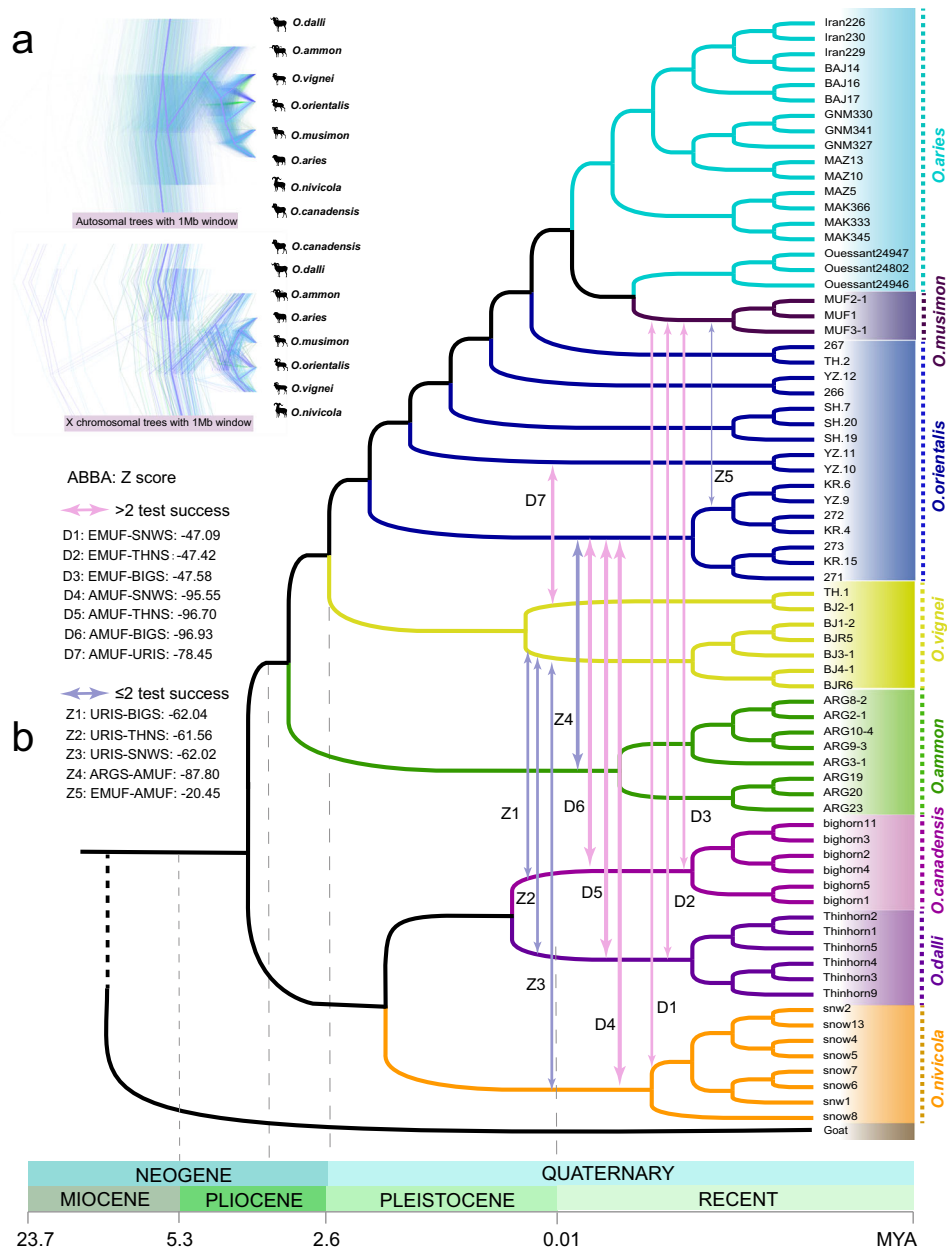 a
O.dalli
O.ammon
O.vignei
O.orientalis
O.musimon
O.aries
O.nivicola
O.canadensis
Autosomal trees with 1Mb window
O.canadensis
O.dalli
O.ammon
O.aries
O.musimon
O.orientalis
O.vignei
O.nivicola
X chromosomal trees with 1Mb window
ABBA: Z score
>2 test success
D1: EMUF-SNWS: -47.09
D2: EMUF-THNS: -47.42
D3: EMUF-BIGS: -47.58
D4: AMUF-SNWS: -95.55
D5: AMUF-THNS: -96.70
D6: AMUF-BIGS: -96.93
D7: AMUF-URIS: -78.45
≤2 test success
Z1: URIS-BIGS: -62.04
Z2: URIS-THNS: -61.56
Z3: URIS-SNWS: -62.02
Z4: ARGS-AMUF: -87.80
Z5: EMUF-AMUF: -20.45
b
Z5
D7
Z4
Z1
D6
D3
Z2
D5
D2
Z3
D1
D4
Iran226
Iran230
Iran229
BAJ14
BAJ16
BAJ17
GNM330
GNM341
GNM327
MAZ13
MAZ10
MAZ5
MAK366
MAK333
MAK345
Ouessant24947
Ouessant24802
Ouessant24946
MUF2-1
MUF1
MUF3-1
267
TH.2
YZ.12
266
SH.7
SH.20
SH.19
YZ.11
YZ.10
KR.6
YZ.9
272
KR.4
273
KR.15
271
TH.1
BJ2-1
BJ1-2
BJR5
BJ3-1
BJ4-1
BJR6
ARG8-2
ARG2-1
ARG10-4
ARG9-3
ARG3-1
ARG19
ARG20
ARG23
bighorn11
bighorn3
bighorn2
bighorn4
bighorn5
bighorn1
Thinhorn2
Thinhorn1
Thinhorn5
Thinhorn4
Thinhorn3
Thinhorn9
snw2
snow13
snow4
snow5
snow7
snow6
snw1
snow8
Goat
O.aries
O.musimon
O.orientalis
O.vignei
O.ammon
O.canadensis
O.dalli
O.nivicola
NEOGENE QUATERNARY
MIOCENE PLIOCENE PLEISTOCENE RECENT
23.7 5.3 2.6 0.01 MYA